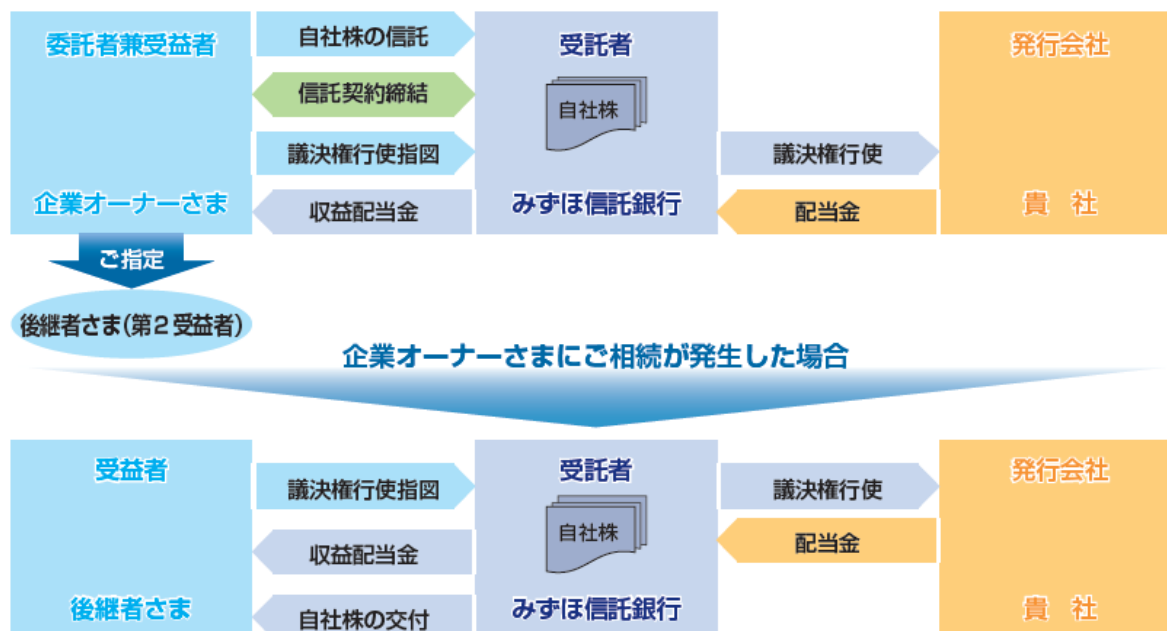 委託者兼受益者
企業オーナーさま
自社株の信託
信託契約締結
議決権行使指図
収益配当金
受託者
自社株
みずほ信託銀行
議決権行使
配当金
発行会社
貴 社
ご指定
後継者さま(第2受益者)
企業オーナーさまにご相続が発生した場合
受益者
後継者さま
議決権行使指図
収益配当金
自社株の交付
受託者
自社株
みずほ信託銀行
議決権行使
配当金
発行会社
貴 社